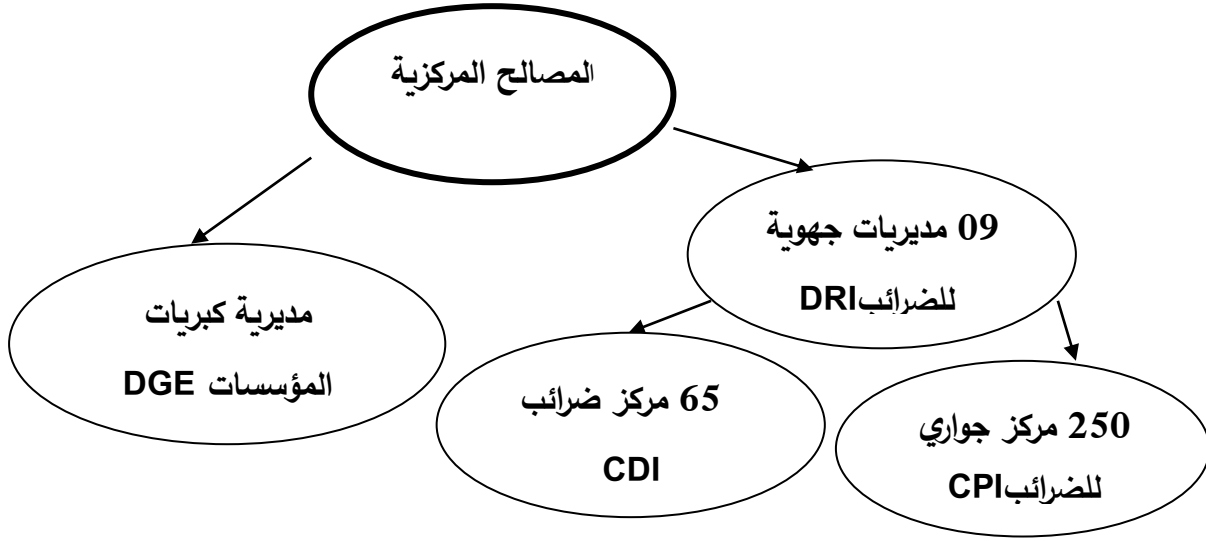 المصالح المركزية
09 مديريات جهوية
للضرائبDRI
مديرية كبريات
المؤسسات DGE
65 مركز ضرائب
CDI
250 مركز جواري
للضرائبCPI